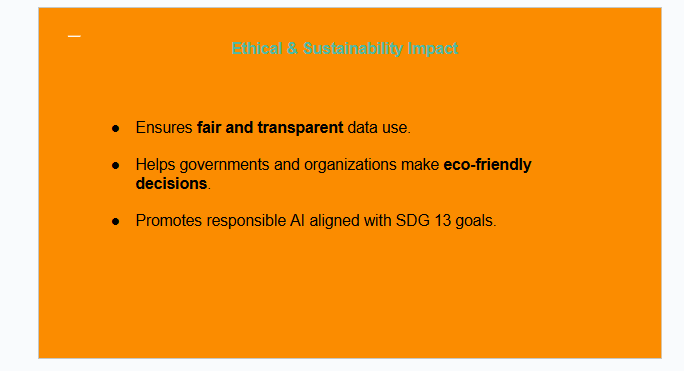 Ethical & Sustainability Impact
● Ensures fair and transparent data use.
● Helps governments and organizations make eco-friendly
decisions.
● Promotes responsible AI aligned with SDG 13 goals.